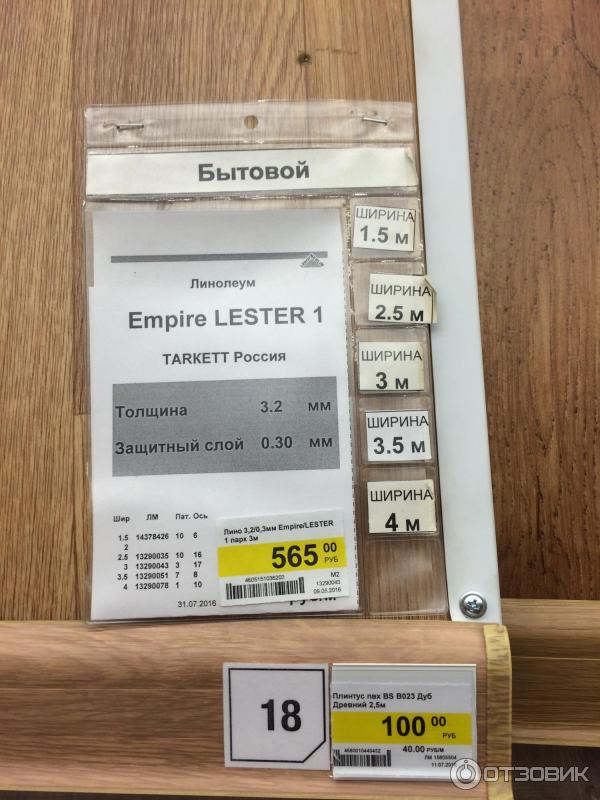 Бытовой
Линолеум
Empire LESTER 1
TARKETT Россия
Толщина 3.2 мм
Защитный слой 0.30 мм
Шир ЛМ Пат. Ось
1.5 14378426 10 6
2
2.5 13290035 10 16
3 13290043 3 17
3.5 13290051 7 8
4 13290078 1 10
31.07.2016
Лино 3,2/0,3мм Empire/LESTER
1 парк 3м
565 00
РУБ
4605151036203
М2
13290043
09.05.2016
ШИРИНА
1.5 м
ШИРИНА
2.5 м
ШИРИНА
3 м
ШИРИНА
3.5 м
ШИРИНА
4 м
18
Плинтус пвх BS B023 Дуб
Древний 2,5м
100 00
РУБ
40.00 РУБ/М
ОТЗОВИК